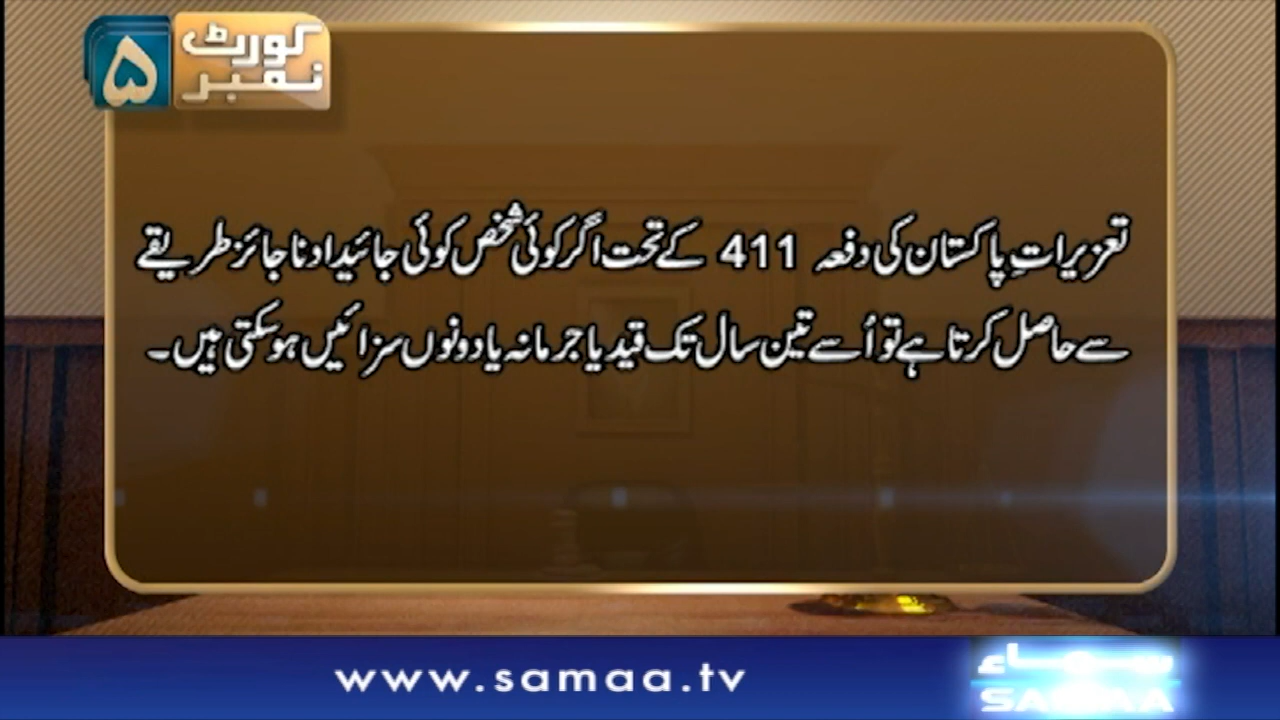 کورٹ
نمبر
۵
تعزیراتِ پاکستان کی دفعہ 411 کے تحت اگر کوئی شخص کوئی جائیداد ناجائز طریقے
سے حاصل کرتا ہے تو اُسے تین سال تک قید یا جرمانہ یا دونوں سزائیں ہوسکتی ہیں۔
www.samaa.tv
سماء
SAMAA